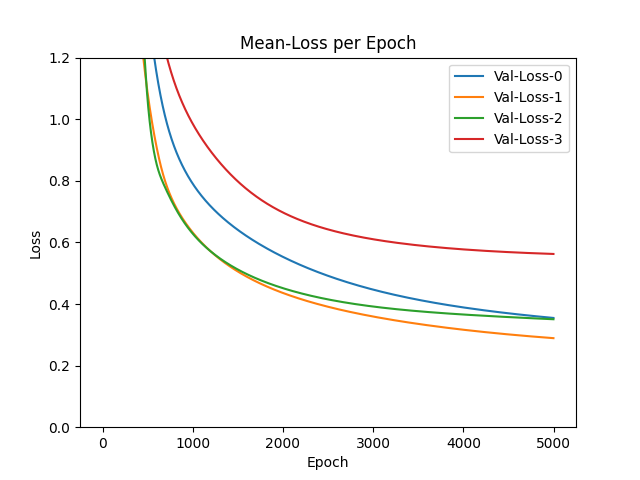 Mean-Loss per Epoch
Val-Loss-0
Val-Loss-1
Val-Loss-2
Val-Loss-3
Loss
1.2
1.0
0.8
0.6
0.4
0.2
0.0
0 1000 2000 3000 4000 5000
Epoch